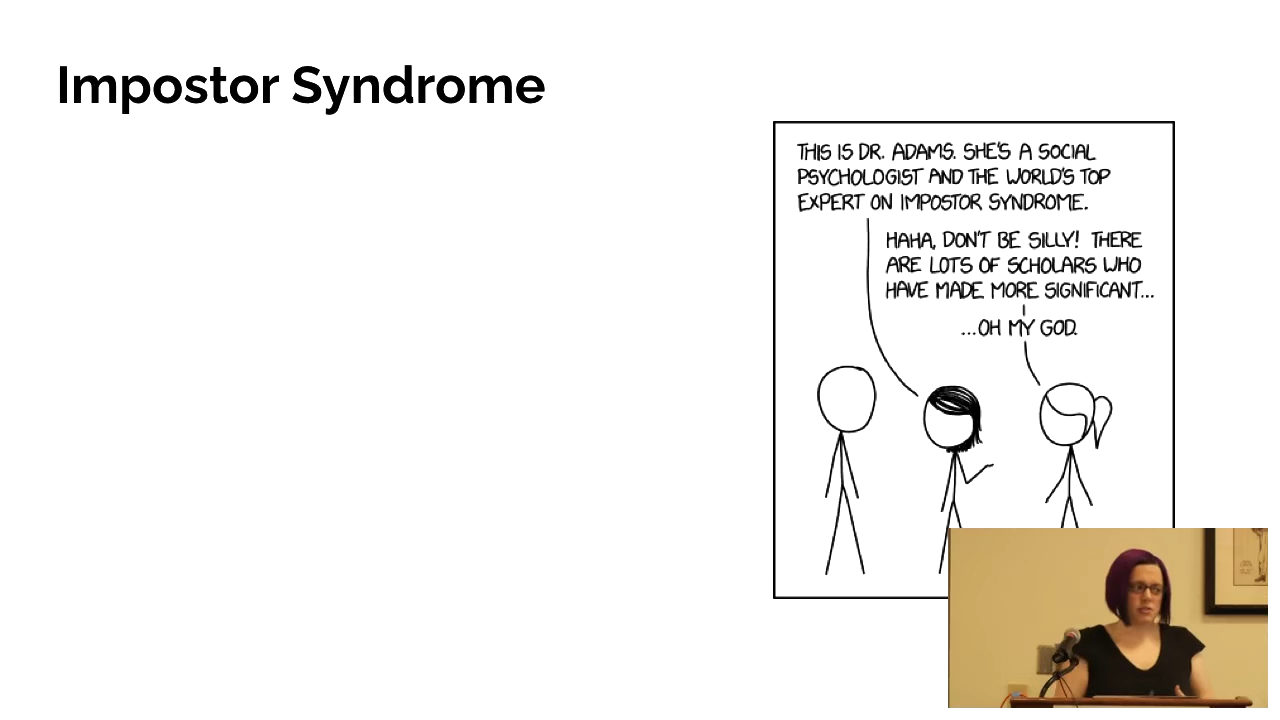 Impostor Syndrome
THIS IS DR. ADAMS. SHE'S A SOCIAL
PSYCHOLOGIST AND THE WORLD'S TOP
EXPERT ON IMPOSTOR SYNDROME.
HAHA, DON'T BE SILLY! THERE
ARE LOTS OF SCHOLARS WHO
HAVE MADE MORE SIGNIFICANT...
...OH MY GOD.